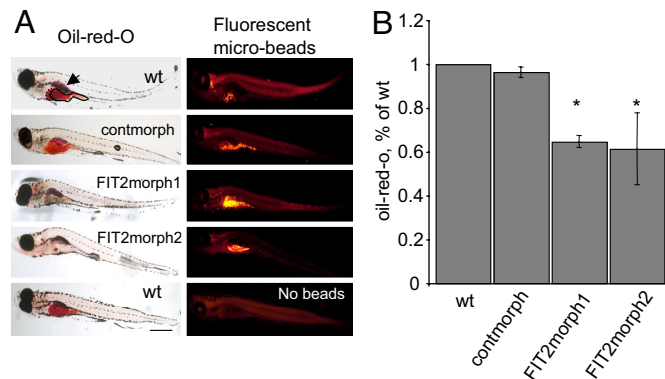 A
Oil-red-O
Fluorescent
micro-beads
wt
contmorph
FIT2morph1
FIT2morph2
wt
No beads
B
oil-red-o, % of wt
1.2
1
0.8
0.6
0.4
0.2
0
*
*
wt
contmorph
FIT2morph1
FIT2morph2